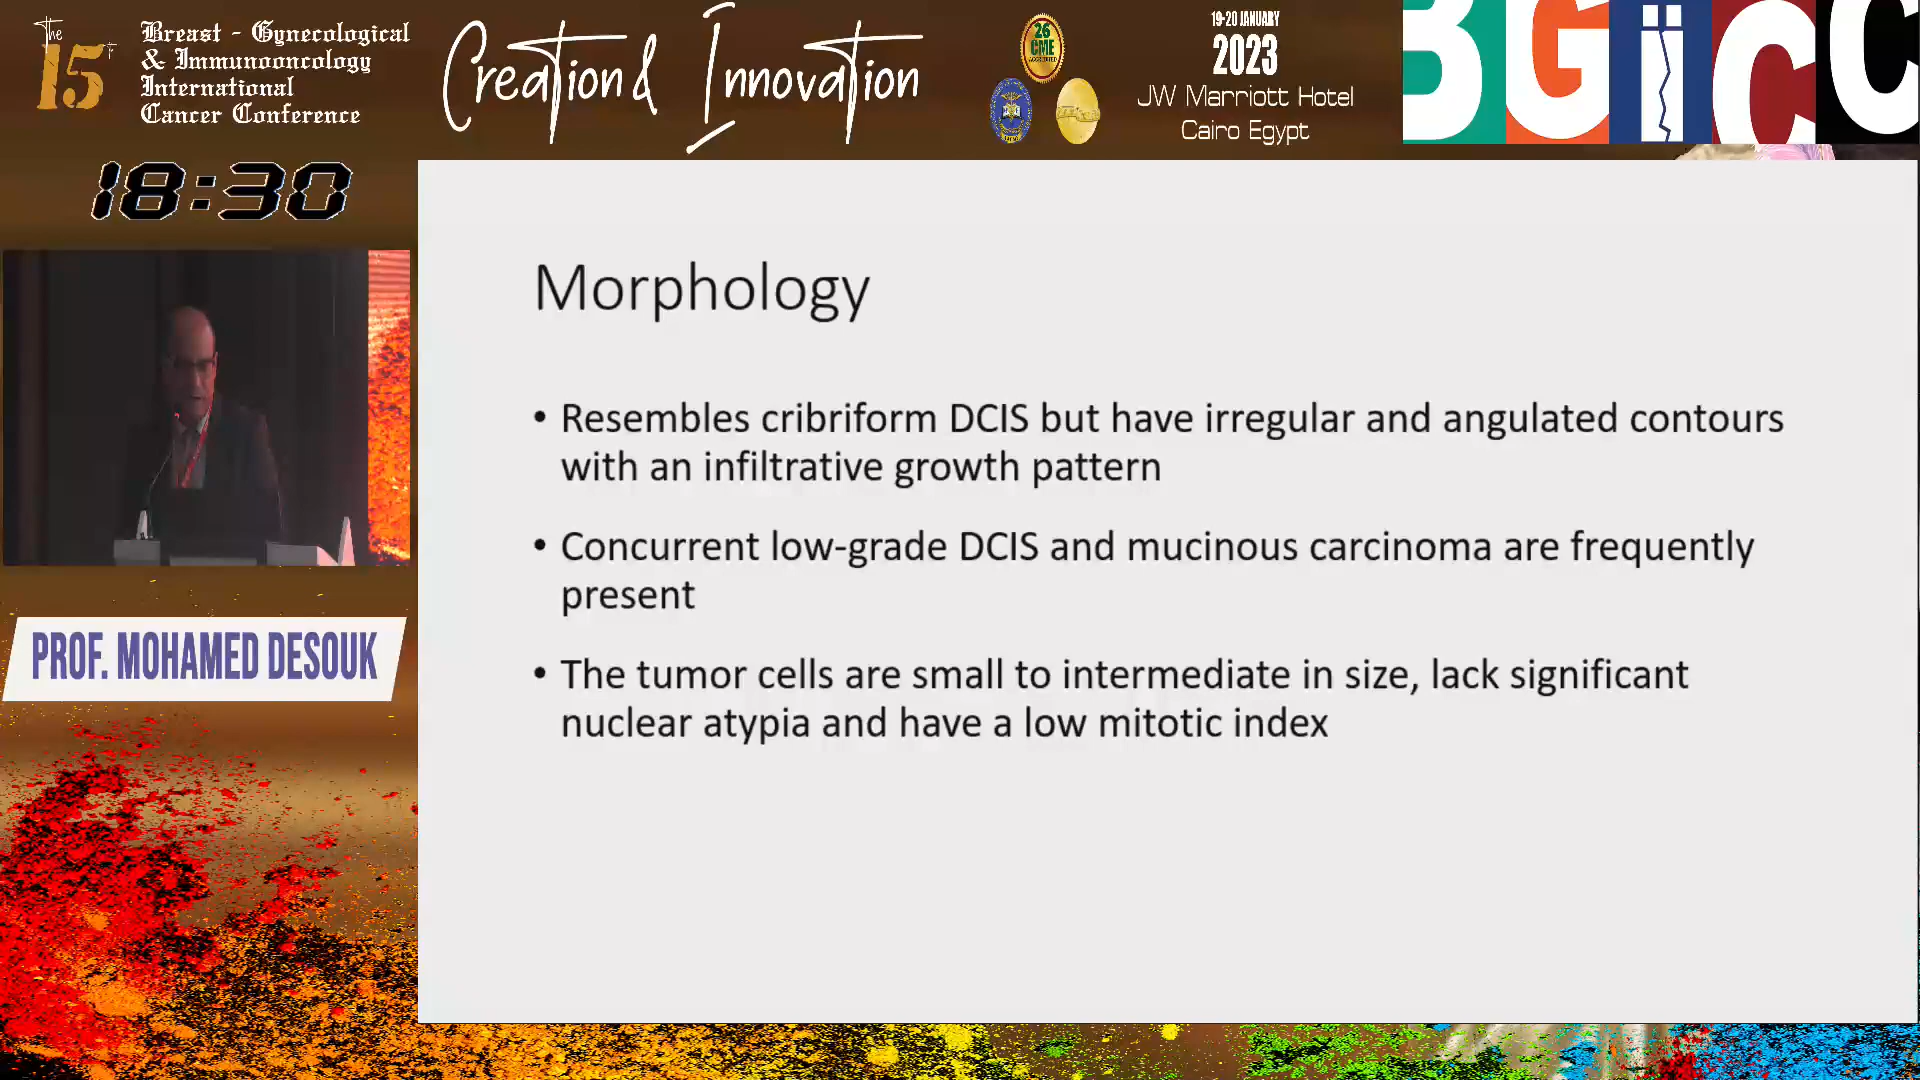 The
15
Breast - Gynecological
& Immunooncology
International
Cancer Conference
Creation & Innovation
26
CME
19-20 JANUARY
2023
JW Marriott Hotel
Cairo Egypt
BGiCC
18:30
PROF. MOHAMED DESOUK
Morphology
• Resembles cribriform DCIS but have irregular and angulated contours
with an infiltrative growth pattern
• Concurrent low-grade DCIS and mucinous carcinoma are frequently
present
• The tumor cells are small to intermediate in size, lack significant
nuclear atypia and have a low mitotic index